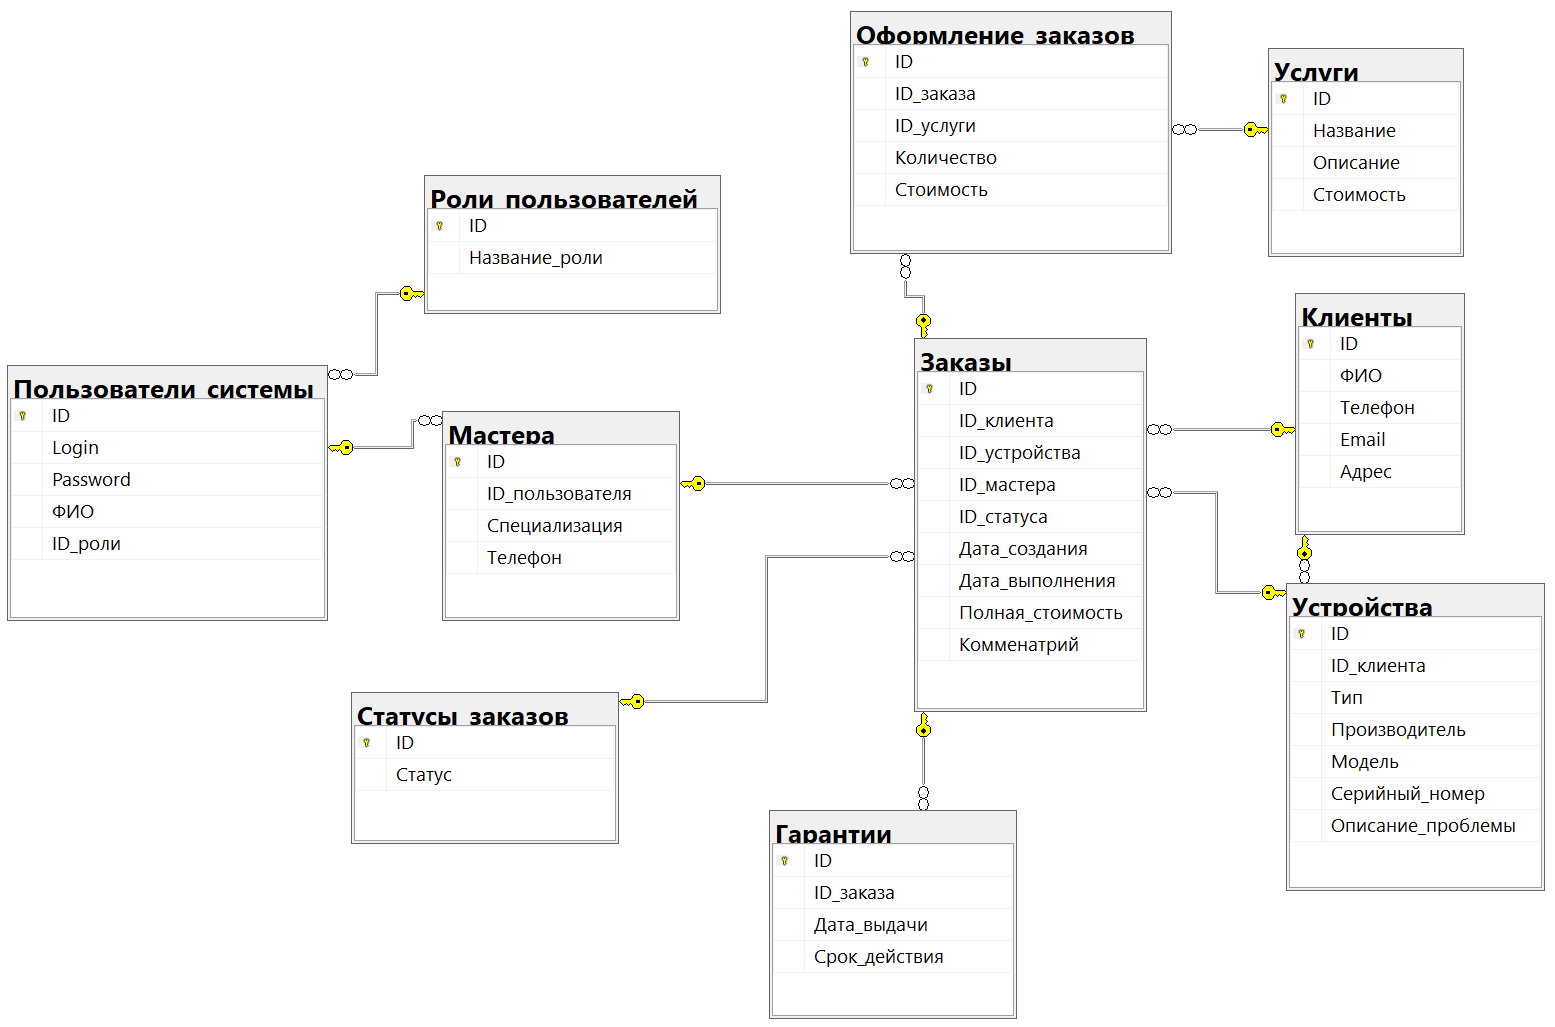 Оформление_заказов
ID
ID_заказа
ID_услуги
Количество
Стоимость
Услуги
ID
Название
Описание
Стоимость
Роли_пользователей
ID
Название_роли
Клиенты
ID
ФИО
Телефон
Email
Адрес
Заказы
ID
ID_клиента
ID_устройства
ID_мастера
ID_статуса
Дата_создания
Дата_выполнения
Полная_стоимость
Комменатрий
Пользователи_системы
ID
Login
Password
ФИО
ID_роли
Мастера
ID
ID_пользователя
Специализация
Телефон
Устройства
ID
ID_клиента
Тип
Производитель
Модель
Серийный_номер
Описание_проблемы
Статусы_заказов
ID
Статус
Гарантии
ID
ID_заказа
Дата_выдачи
Срок_действия